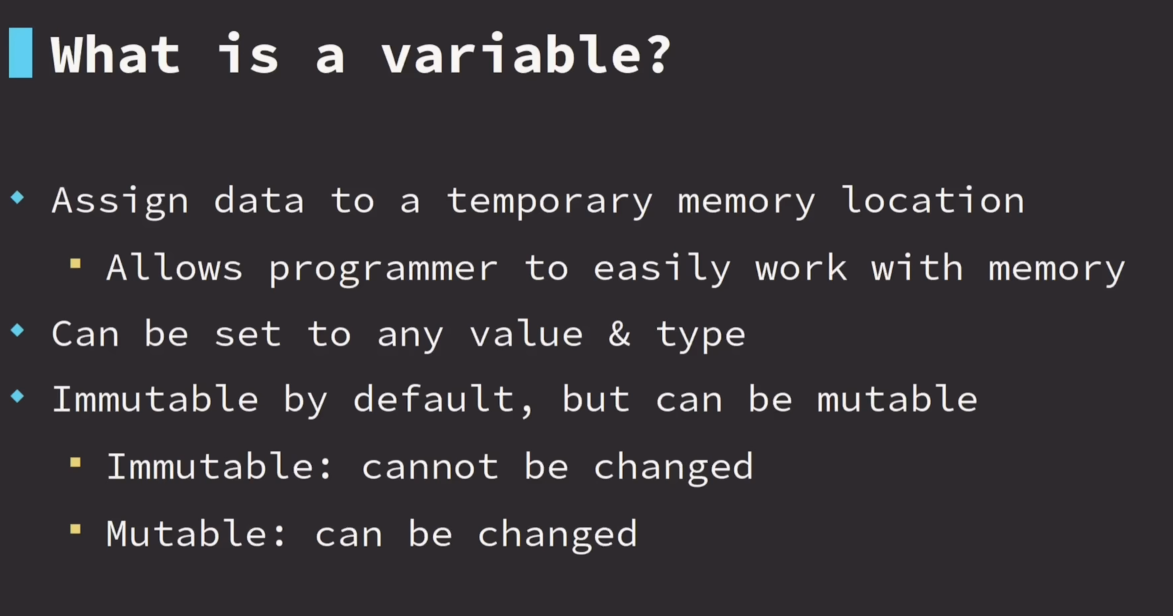 What is a variable?
Assign data to a temporary memory location
Allows programmer to easily work with memory
Can be set to any value & type
Immutable by default, but can be mutable
Immutable: cannot be changed
Mutable: can be changed